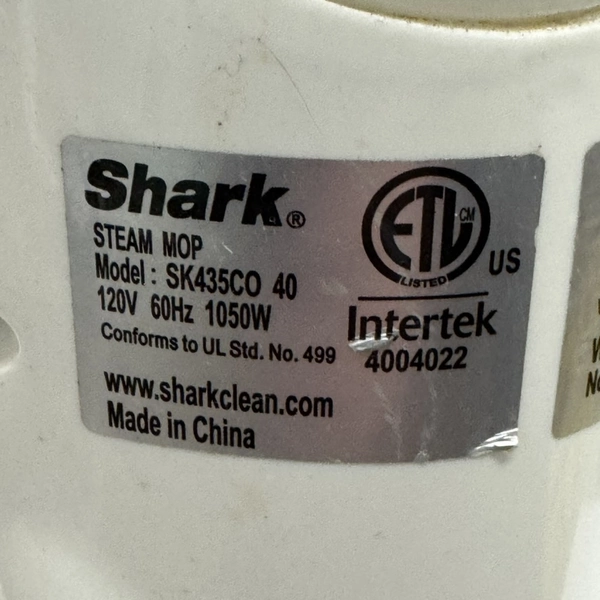 Shark®
STEAM MOP
Model : SK435CO 40
120V 60Hz 1050W
Conforms to UL Std. No. 499
www.sharkclean.com
Made in China
ETL CM
LISTED
US
Intertek
4004022